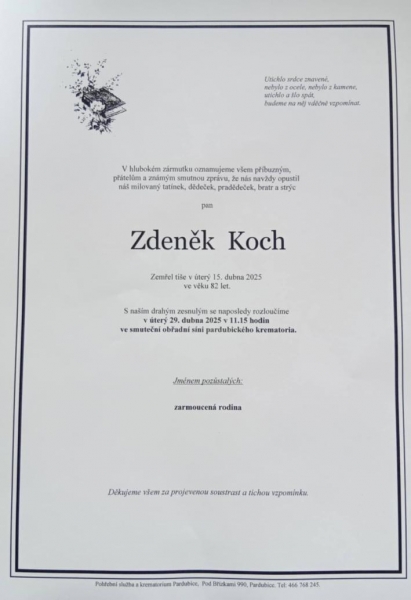 Utichlo srdce znavené,
nebylo z ocele, nebylo z kamene,
utichlo a šlo spát,
budeme na něj vděčně vzpomínat.
V hlubokém zármutku oznamujeme všem příbuzným,
přátelům a známým smutnou zprávu, že nás navždy opustil
náš milovaný tatínek, dědeček, pradědeček, bratr a strýc
pan
Zdeněk Koch
Zemřel tiše v úterý 15. dubna 2025
ve věku 82 let.
S naším drahým zesnulým se naposledy rozloučíme
v úterý 29. dubna 2025 v 11.15 hodin
ve smuteční obřadní síni pardubického krematoria.
Jménem pozůstalých:
zarmoucená rodina
Děkujeme všem za projevenou soustrast a tichou vzpomínku.
Pohřební služba a krematorium Pardubice, Pod Břízkami 990, Pardubice. Tel: 466 768 245.